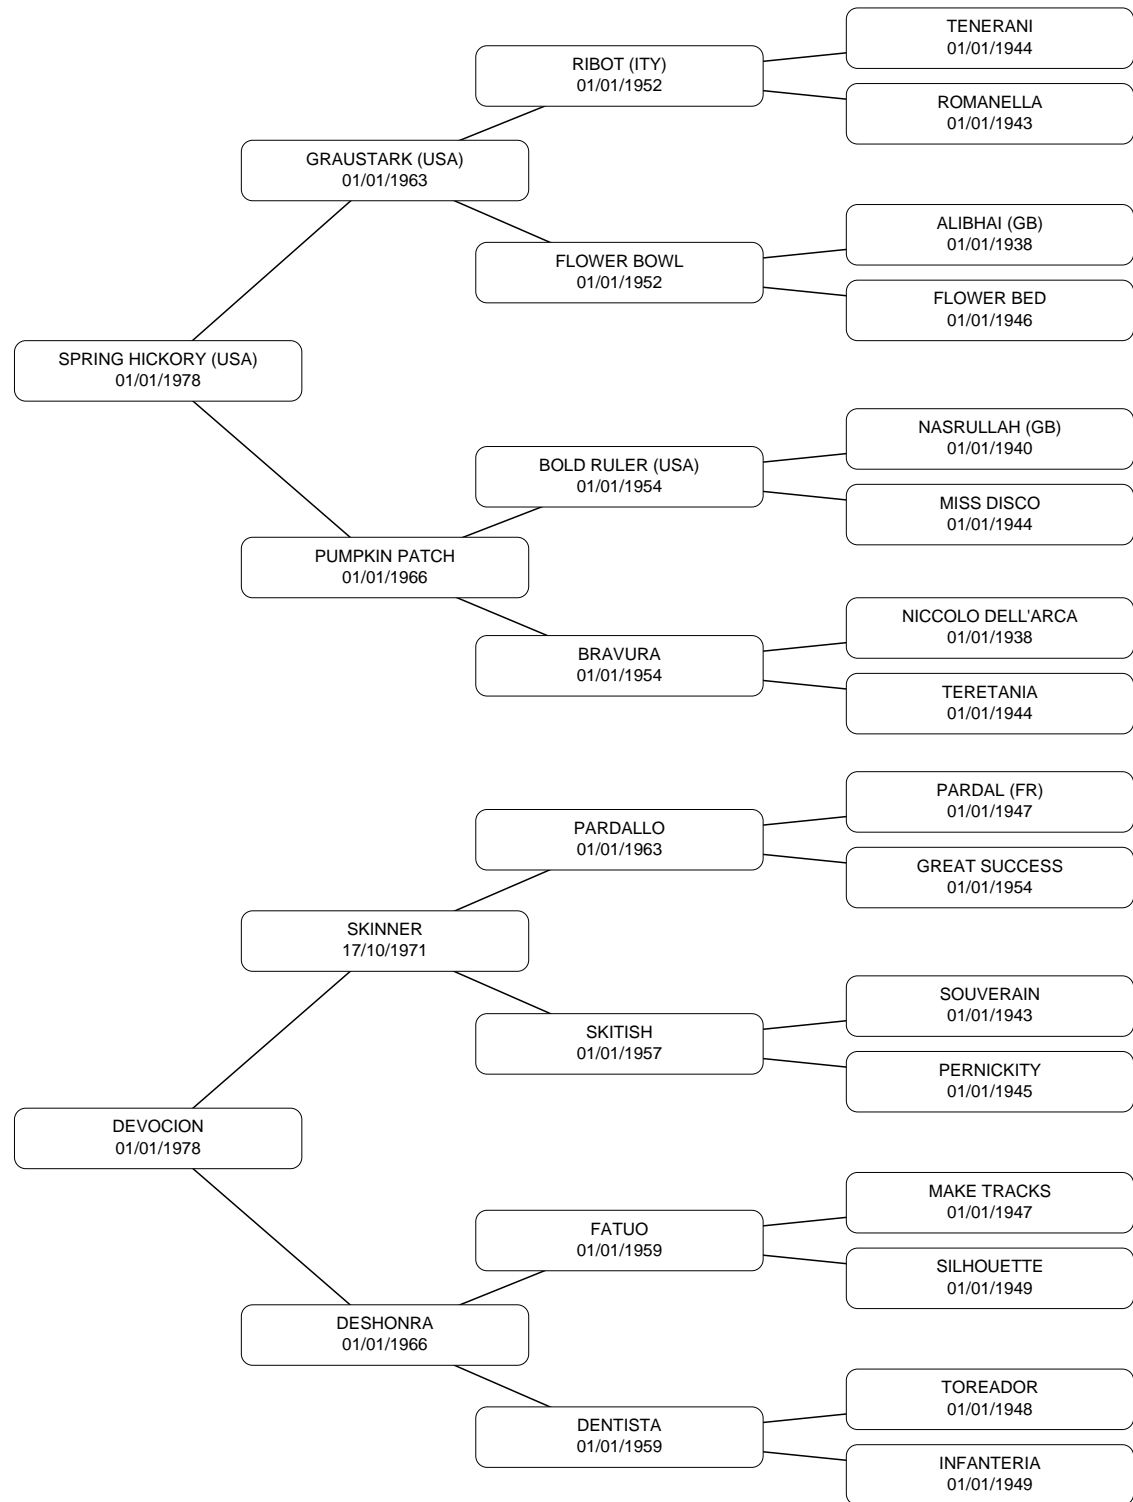 TENERANI
01/01/1944
RIBOT (ITY)
01/01/1952
ROMANELLA
01/01/1943
GRAUSTARK (USA)
01/01/1963
ALIBHAI (GB)
01/01/1938
FLOWER BOWL
01/01/1952
FLOWER BED
01/01/1946
SPRING HICKORY (USA)
01/01/1978
NASRULLAH (GB)
01/01/1940
BOLD RULER (USA)
01/01/1954
MISS DISCO
01/01/1944
PUMPKIN PATCH
01/01/1966
NICCOLO DELL'ARCA
01/01/1938
BRAVURA
01/01/1954
TERETANIA
01/01/1944
PARDAL (FR)
01/01/1947
PARDALLO
01/01/1963
GREAT SUCCESS
01/01/1954
SKINNER
17/10/1971
SOUVERAIN
01/01/1943
SKITISH
01/01/1957
PERNICKITY
01/01/1945
DEVOCION
01/01/1978
MAKE TRACKS
01/01/1947
FATUO
01/01/1959
SILHOUETTE
01/01/1949
DESHONRA
01/01/1966
TOREADOR
01/01/1948
DENTISTA
01/01/1959
INFANTERIA
01/01/1949